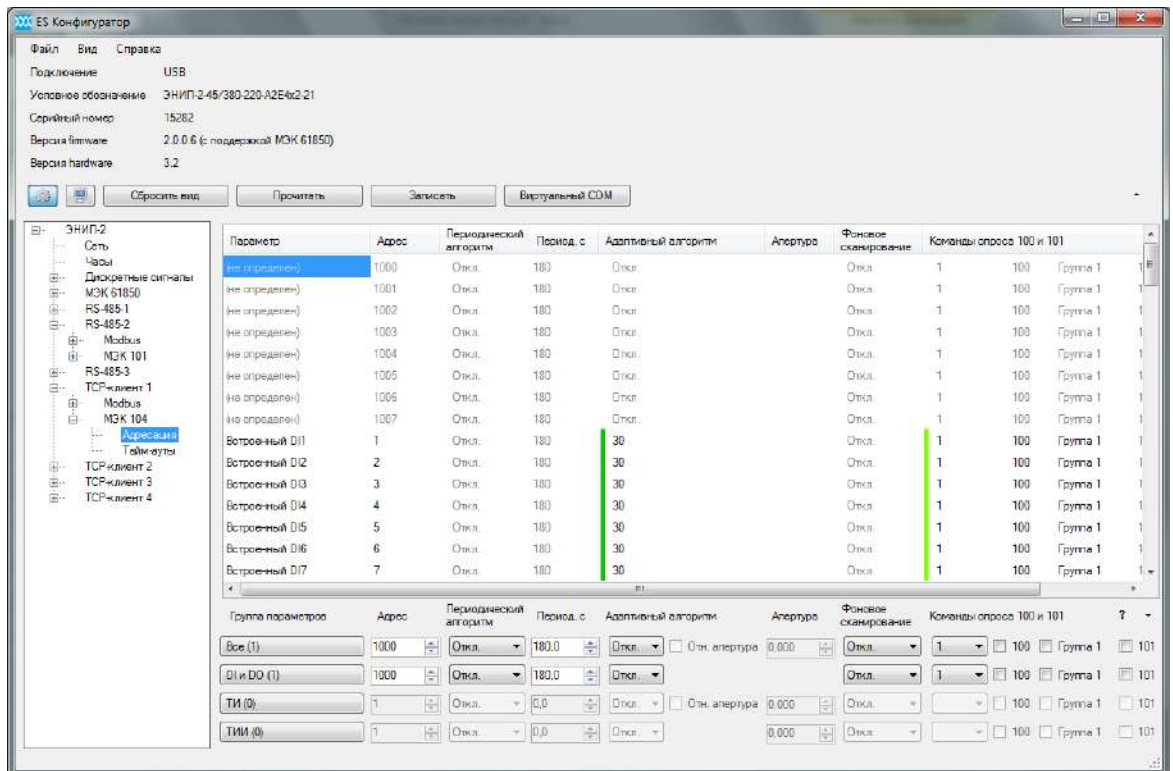 ES Конфигуратор
Файл Вид Справка
Подключение USB
Условное обозначение ЭНИП-2-45/380-220-A2E4x2-21
Серийный номер 15282
Версия firmware 2.0.0.6 (с поддержкой МЭК 61850)
Версия hardware 3.2
Сбросить вид Прочитать Записать Виртуальный COM
ЭНИП-2
Сеть
Часы
Дискретные сигналы
МЭК 61850
RS-485-1
RS-485-2
Modbus
МЭК 101
RS-485-3
TCP-клиент 1
Modbus
МЭК 104
Адресация
Тайм-ауты
TCP-клиент 2
TCP-клиент 3
TCP-клиент 4
Параметр Адрес Периодический алгоритм Период, с Адаптивный алгоритм Апертура Фоновое сканирование Команды опроса 100 и 101
(не определен) 1000 Откл. 180 Откл. Откл. 1 100 Группа 1
(не определен) 1001 Откл. 180 Откл. Откл. 1 100 Группа 1
(не определен) 1002 Откл. 180 Откл. Откл. 1 100 Группа 1
(не определен) 1003 Откл. 180 Откл. Откл. 1 100 Группа 1
(не определен) 1004 Откл. 180 Откл. Откл. 1 100 Группа 1
(не определен) 1005 Откл. 180 Откл. Откл. 1 100 Группа 1
(не определен) 1006 Откл. 180 Откл. Откл. 1 100 Группа 1
(не определен) 1007 Откл. 180 Откл. Откл. 1 100 Группа 1
Встроенный DI1 1 Откл. 180 30 Откл. 1 100 Группа 1
Встроенный DI2 2 Откл. 180 30 Откл. 1 100 Группа 1
Встроенный DI3 3 Откл. 180 30 Откл. 1 100 Группа 1
Встроенный DI4 4 Откл. 180 30 Откл. 1 100 Группа 1
Встроенный DI5 5 Откл. 180 30 Откл. 1 100 Группа 1
Встроенный DI6 6 Откл. 180 30 Откл. 1 100 Группа 1
Встроенный DI7 7 Откл. 180 30 Откл. 1 100 Группа 1
Группа параметров Адрес Периодический алгоритм Период, с Адаптивный алгоритм Апертура Фоновое сканирование Команды опроса 100 и 101 ?
Все (1) 1000 Откл. 180,0 Откл. Отн. апертура 0,000 Откл. 1 100 Группа 1 101
DI и DO (1) 1000 Откл. 180,0 Откл. Откл. 1 100 Группа 1 101
ТИ (0) 1 Откл. 0,0 Откл. Отн. апертура 0,000 Откл. 100 Группа 1 101
ТИИ (0) 1 Откл. 0,0 Откл. 0,000 Откл. 100 Группа 1 101